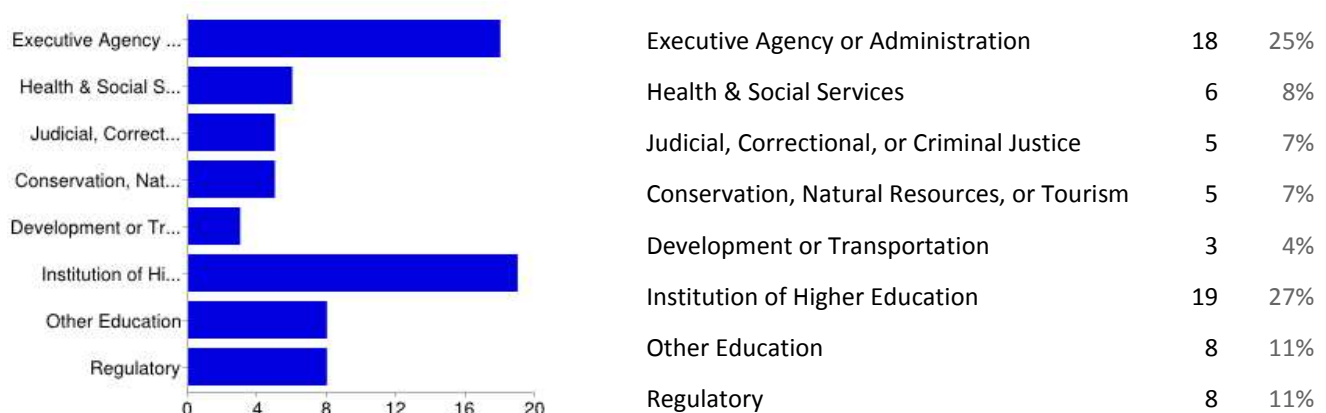 Executive Agency ...
Health & Social S...
Judicial, Correct...
Conservation, Nat...
Development or Tr...
Institution of Hi...
Other Education
Regulatory
0 4 8 12 16 20
Executive Agency or Administration 18 25%
Health & Social Services 6 8%
Judicial, Correctional, or Criminal Justice 5 7%
Conservation, Natural Resources, or Tourism 5 7%
Development or Transportation 3 4%
Institution of Higher Education 19 27%
Other Education 8 11%
Regulatory 8 11%